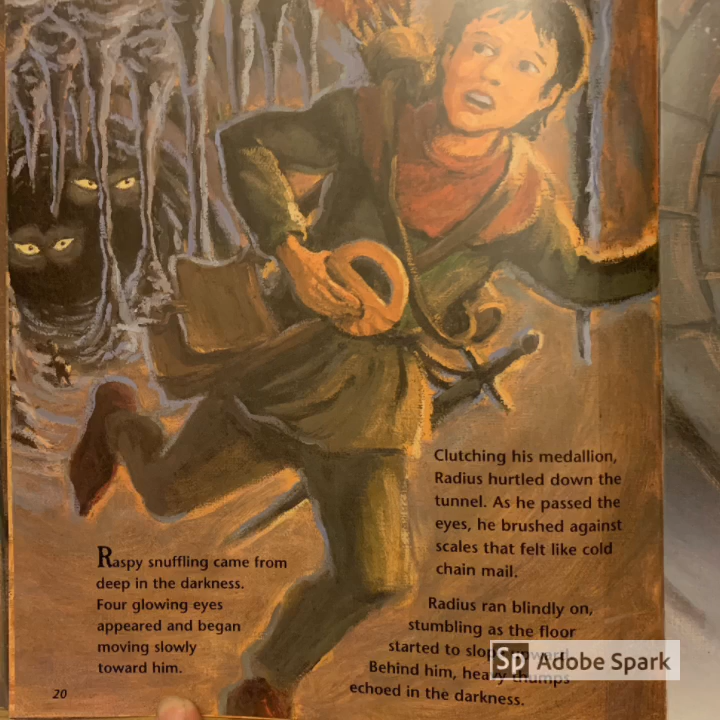 Raspy snuffling came from
deep in the darkness.
Four glowing eyes
appeared and began
moving slowly
toward him.
20
Clutching his medallion,
Radius hurtled down the
tunnel. As he passed the
eyes, he brushed against
scales that felt like cold
chain mail.
Radius ran blindly on,
stumbling as the floor
started to
Behind him, heavy thumps
echoed in the darkness.
Sp Adobe Spark